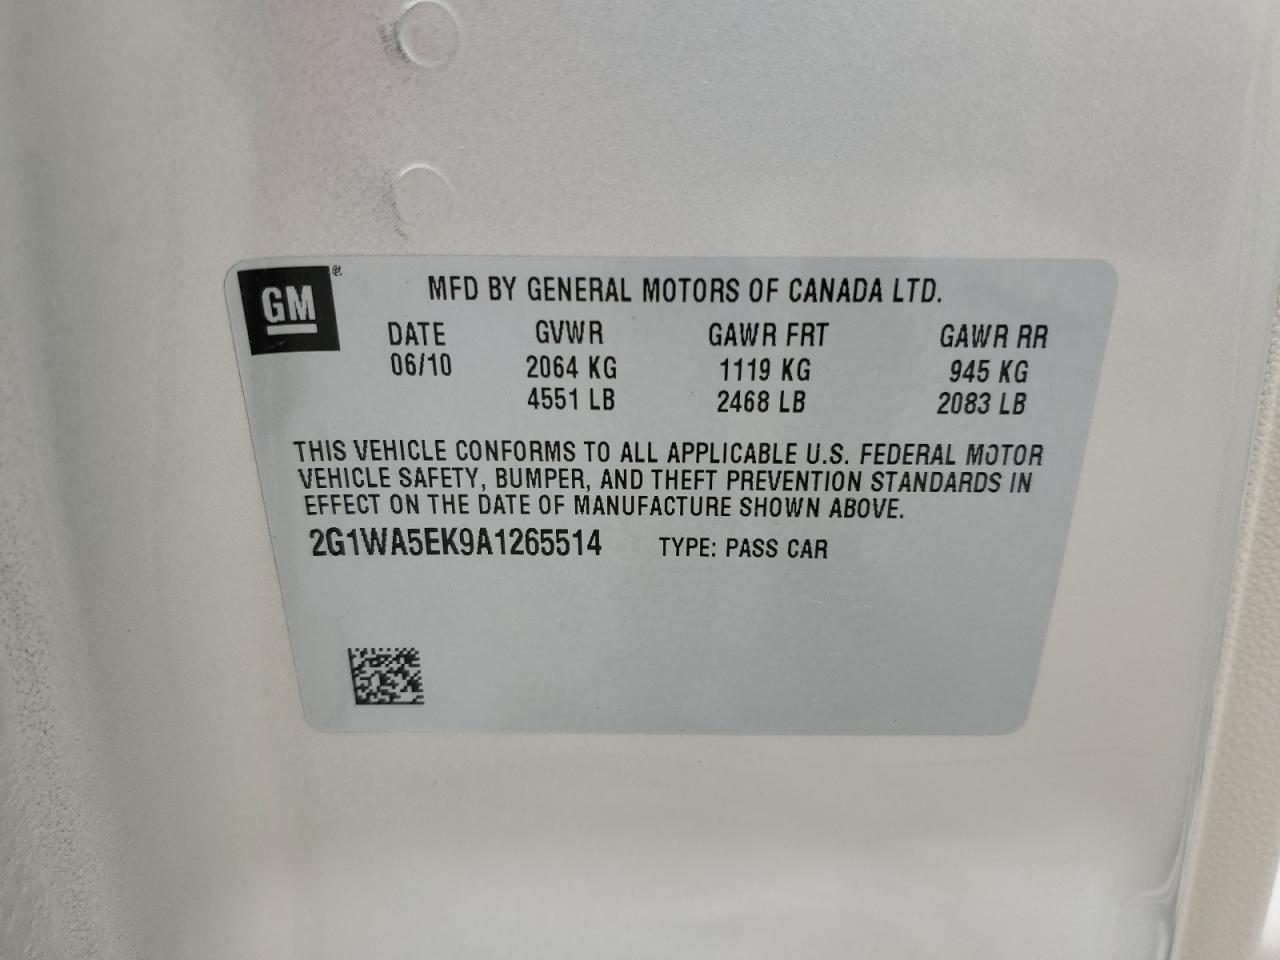 GM®
MFD BY GENERAL MOTORS OF CANADA LTD.
DATE GVWR GAWR FRT GAWR RR
06/10 2064 KG 1119 KG 945 KG
4551 LB 2468 LB 2083 LB
THIS VEHICLE CONFORMS TO ALL APPLICABLE U.S. FEDERAL MOTOR
VEHICLE SAFETY, BUMPER, AND THEFT PREVENTION STANDARDS IN
EFFECT ON THE DATE OF MANUFACTURE SHOWN ABOVE.
2G1WA5EK9A1265514 TYPE: PASS CAR